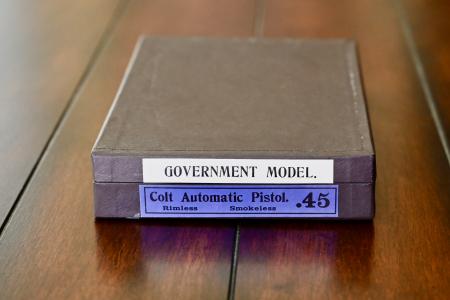 GOVERNMENT MODEL.
Colt Automatic Pistol. .45
Rimless Smokeless